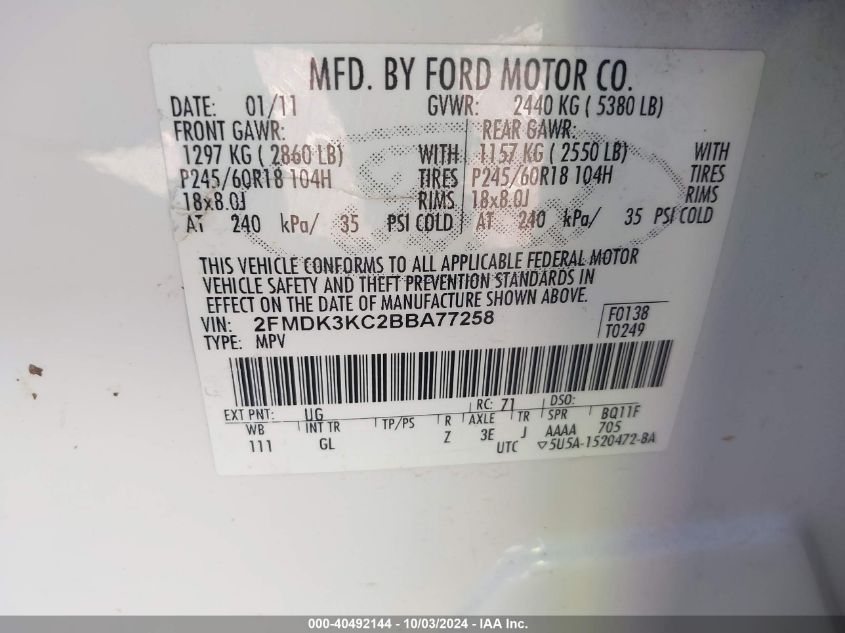 MFD. BY FORD MOTOR CO.
DATE: 01/11 GVWR: 2440 KG ( 5380 LB)
FRONT GAWR: REAR GAWR:
1297 KG ( 2860 LB) WITH 1157 KG ( 2550 LB) WITH
P245/60R18 104H TIRES P245/60R18 104H TIRES
18x8.0J RIMS 18x8.0J RIMS
AT 240 kPa/ 35 PSI COLD AT 240 kPa/ 35 PSI COLD
THIS VEHICLE CONFORMS TO ALL APPLICABLE FEDERAL MOTOR
VEHICLE SAFETY AND THEFT PREVENTION STANDARDS IN
EFFECT ON THE DATE OF MANUFACTURE SHOWN ABOVE.
VIN: 2FMDK3KC2BBA77258 F0138
TYPE: MPV T0249
EXT PNT: UG RC: 71 DSO: BQ11F
WB INT TR TP/PS R AXLE TR SPR 705
111 GL Z 3E J AAAA
UTC ▽5U5A-1520472-BA
000-40492144 - 10/03/2024 - IAA Inc.